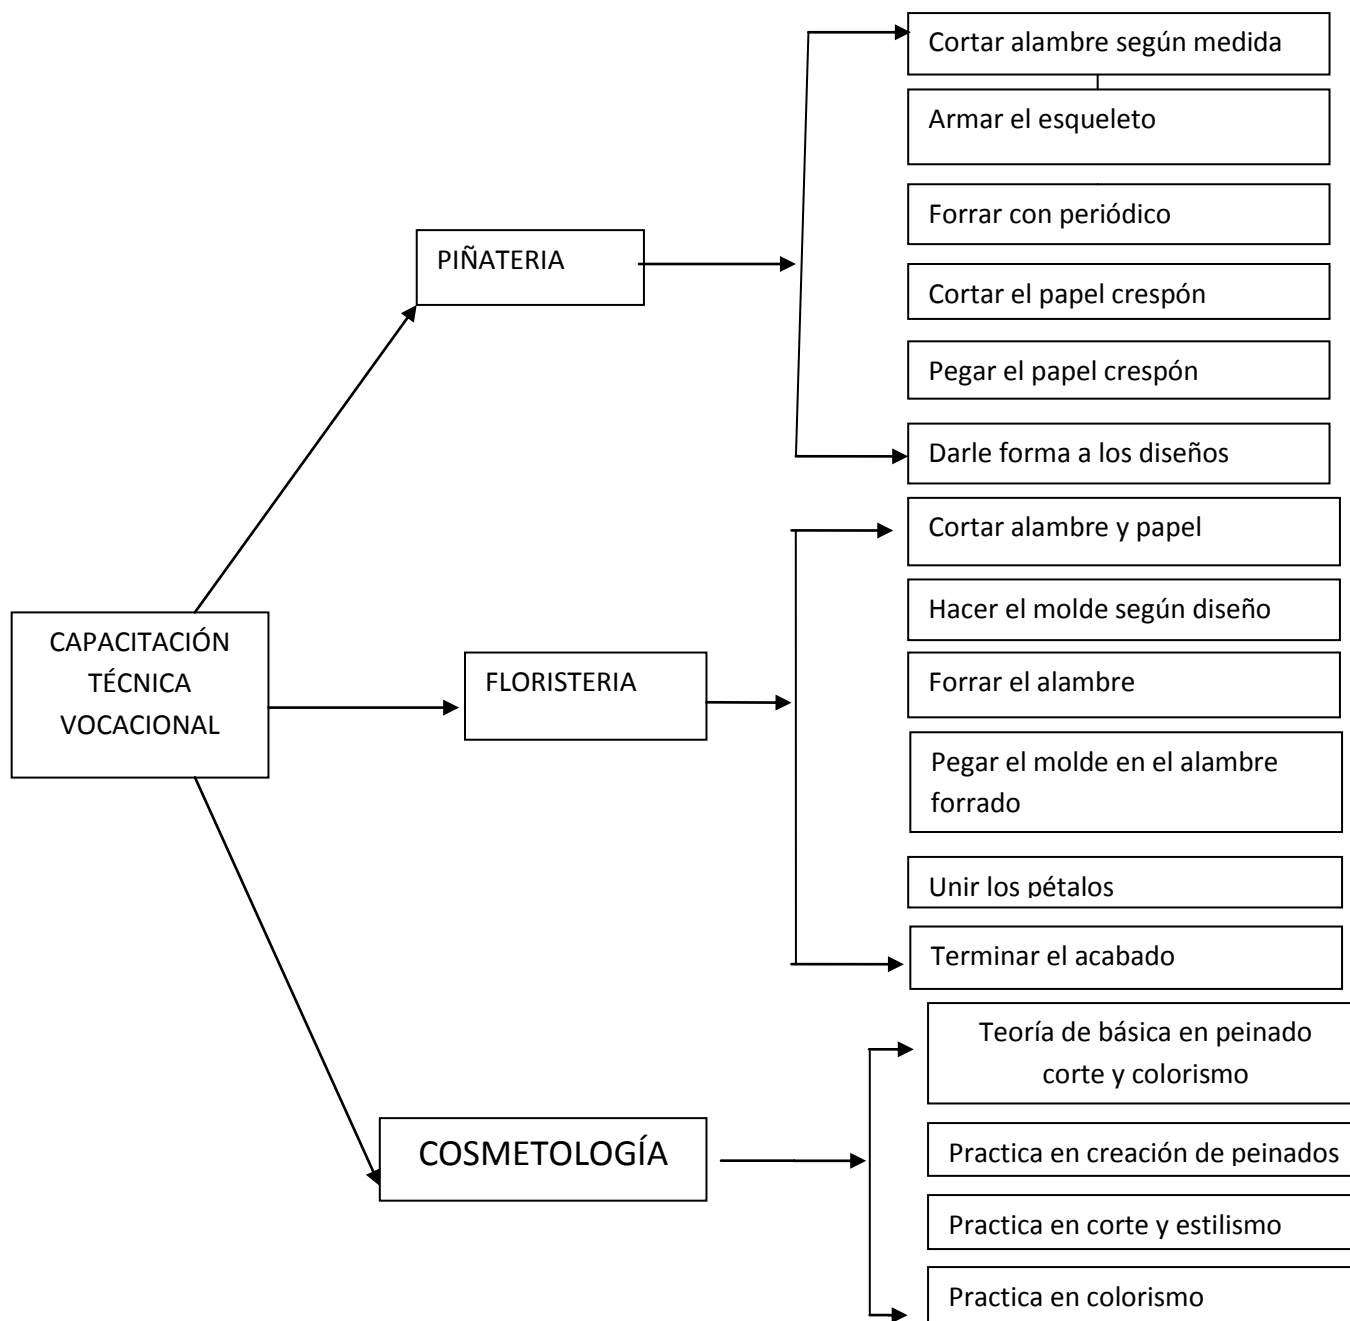 CAPACITACIÓN
TÉCNICA
VOCACIONAL
PIÑATERIA
Cortar alambre según medida
Armar el esqueleto
Forrar con periódico
Cortar el papel crespón
Pegar el papel crespón
Darle forma a los diseños
FLORISTERIA
Cortar alambre y papel
Hacer el molde según diseño
Forrar el alambre
Pegar el molde en el alambre
forrado
Unir los pétalos
Terminar el acabado
COSMETOLOGÍA
Teoría de básica en peinado
corte y colorismo
Practica en creación de peinados
Practica en corte y estilismo
Practica en colorismo